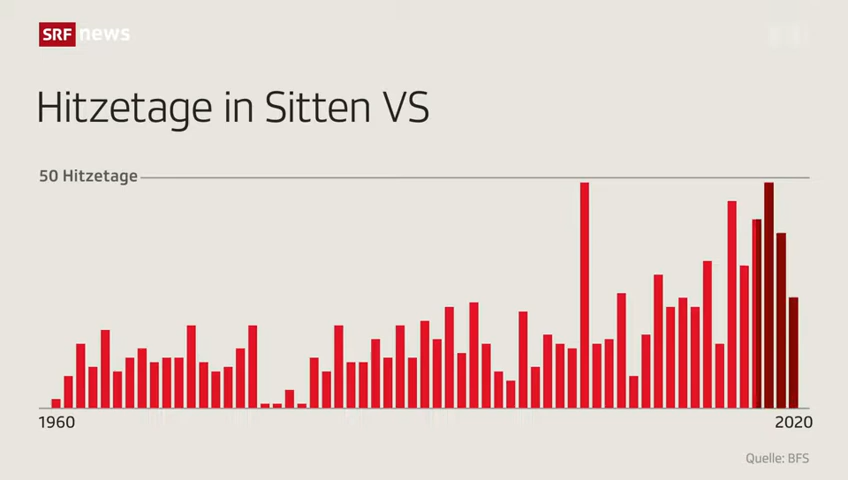 SRF news
Hitzetage in Sitten VS
50 Hitzetage
1960
2020
Quelle: BFS